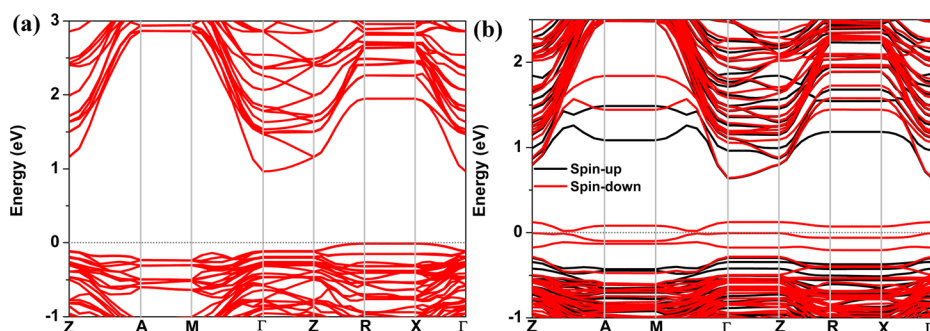 (a)
Energy (eV)
3
2
1
0
-1
Z A M Γ Z R X Γ
(b)
Energy (eV)
2
1
0
-1
Spin-up
Spin-down
Z A M Γ Z R X Γ